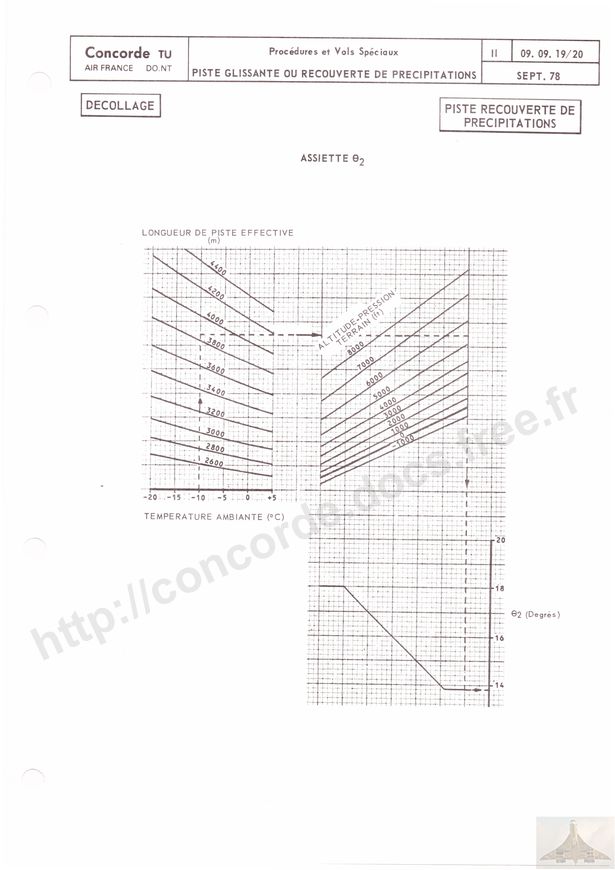 Concorde TU
AIR FRANCE DO.NT
Procédures et Vols Spéciaux
PISTE GLISSANTE OU RECOUVERTE DE PRECIPITATIONS
II
09. 09. 19/20
SEPT. 78
DECOLLAGE
PISTE RECOUVERTE DE
PRECIPITATIONS
ASSIETTE θ2
LONGUEUR DE PISTE EFFECTIVE
(m)
4400
4200
4000
3800
3600
3400
3200
3000
2800
2600
ALTITUDE-PRESSION
TERRAIN (ft)
8000
7000
6000
5000
4000
3000
2000
1000
-1000
-20 -15 -10 -5 0 +5
TEMPERATURE AMBIANTE (°C)
20
18
θ2 (Degrés)
16
14
http://concorde.docs.free.fr